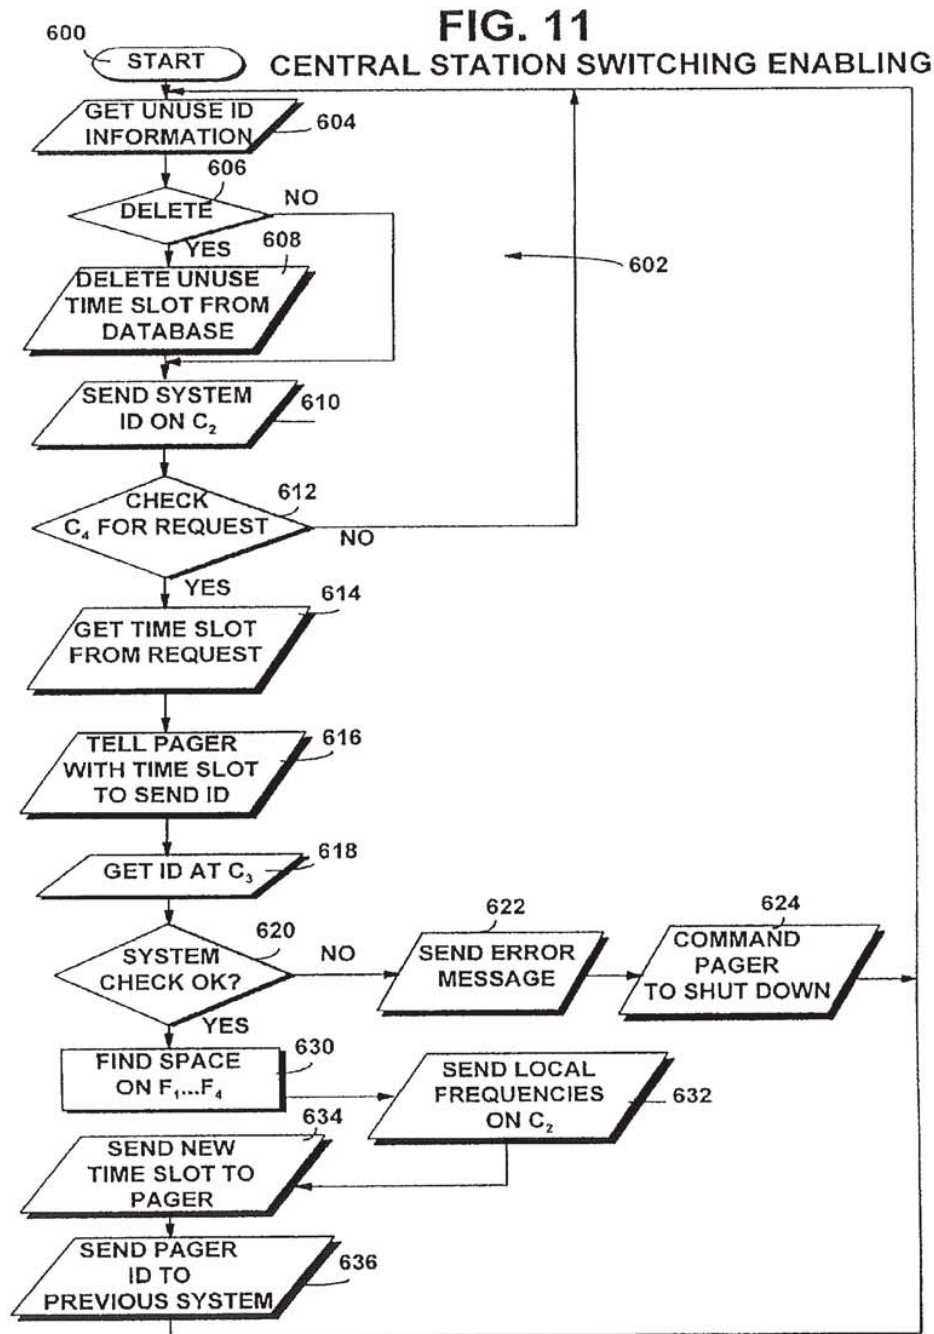 FIG. 11
600
START
CENTRAL STATION SWITCHING ENABLING
GET UNUSE ID
INFORMATION
604
606
DELETE
NO
YES
608
602
DELETE UNUSE
TIME SLOT FROM
DATABASE
SEND SYSTEM
ID ON C₂
610
CHECK
C₄ FOR REQUEST
612
NO
YES
614
GET TIME SLOT
FROM REQUEST
TELL PAGER
WITH TIME SLOT
TO SEND ID
616
GET ID AT C₃
618
620
SYSTEM
CHECK OK?
NO
YES
622
SEND ERROR
MESSAGE
624
COMMAND
PAGER
TO SHUT DOWN
FIND SPACE
ON F₁...F₄
630
SEND LOCAL
FREQUENCIES
ON C₂
632
634
SEND NEW
TIME SLOT TO
PAGER
SEND PAGER
ID TO
PREVIOUS SYSTEM
636